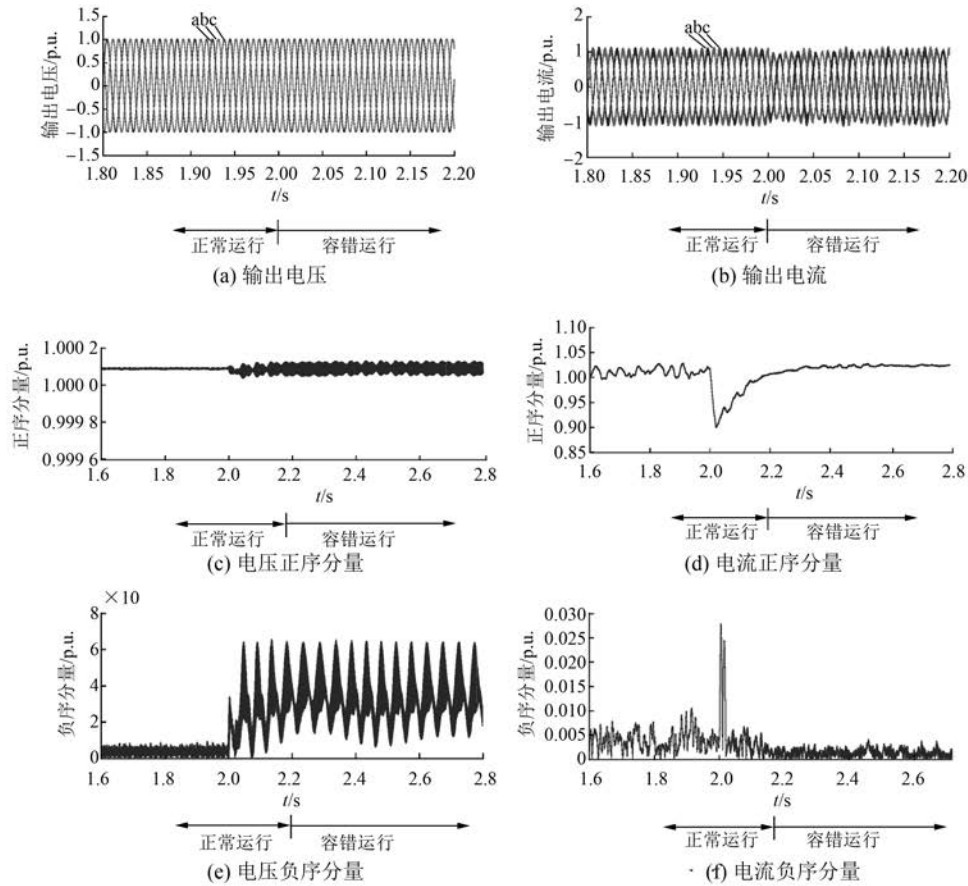 abc
输出电压/p.u.
1.5
1.0
0.5
0
−0.5
−1.0
−1.5
1.80 1.85 1.90 1.95 2.00 2.05 2.10 2.15 2.20
t/s
正常运行 容错运行
(a) 输出电压
abc
输出电流/p.u.
2
1
0
−1
−2
1.80 1.85 1.90 1.95 2.00 2.05 2.10 2.15 2.20
t/s
正常运行 容错运行
(b) 输出电流
正序分量/p.u.
1.000 2
1.000 0
0.999 8
0.999 6
1.6 1.8 2.0 2.2 2.4 2.6 2.8
t/s
正常运行 容错运行
(c) 电压正序分量
正序分量/p.u.
1.10
1.05
1.00
0.95
0.90
0.85
1.6 1.8 2.0 2.2 2.4 2.6 2.8
t/s
正常运行 容错运行
(d) 电流正序分量
×10
负序分量/p.u.
8
6
4
2
0
1.6 1.8 2.0 2.2 2.4 2.6 2.8
t/s
正常运行 容错运行
(e) 电压负序分量
负序分量/p.u.
0.030
0.025
0.020
0.015
0.010
0.005
0
1.6 1.8 2.0 2.2 2.4 2.6
t/s
正常运行 容错运行
(f) 电流负序分量